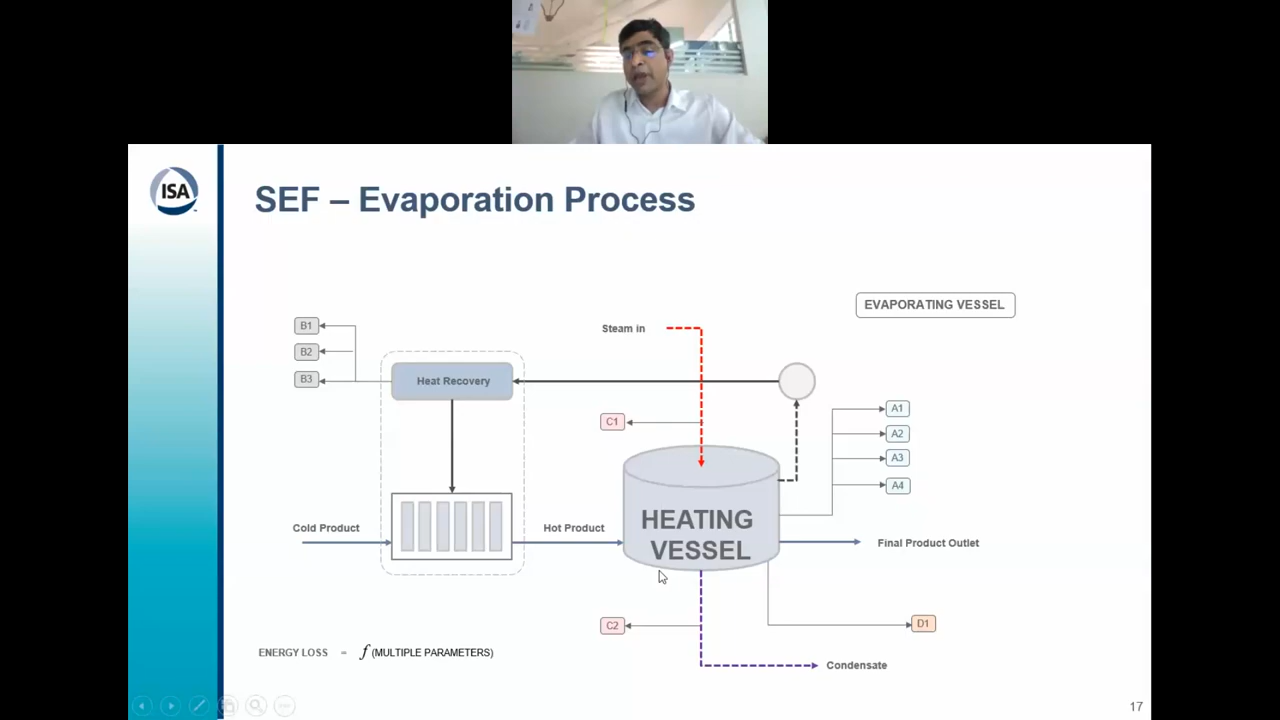 ISA
SEF – Evaporation Process
EVAPORATING VESSEL
B1
Steam in
B2
B3
Heat Recovery
A1
C1
A2
A3
A4
HEATING
VESSEL
Cold Product
Hot Product
Final Product Outlet
C2
D1
ENERGY LOSS = f (MULTIPLE PARAMETERS)
Condensate
17